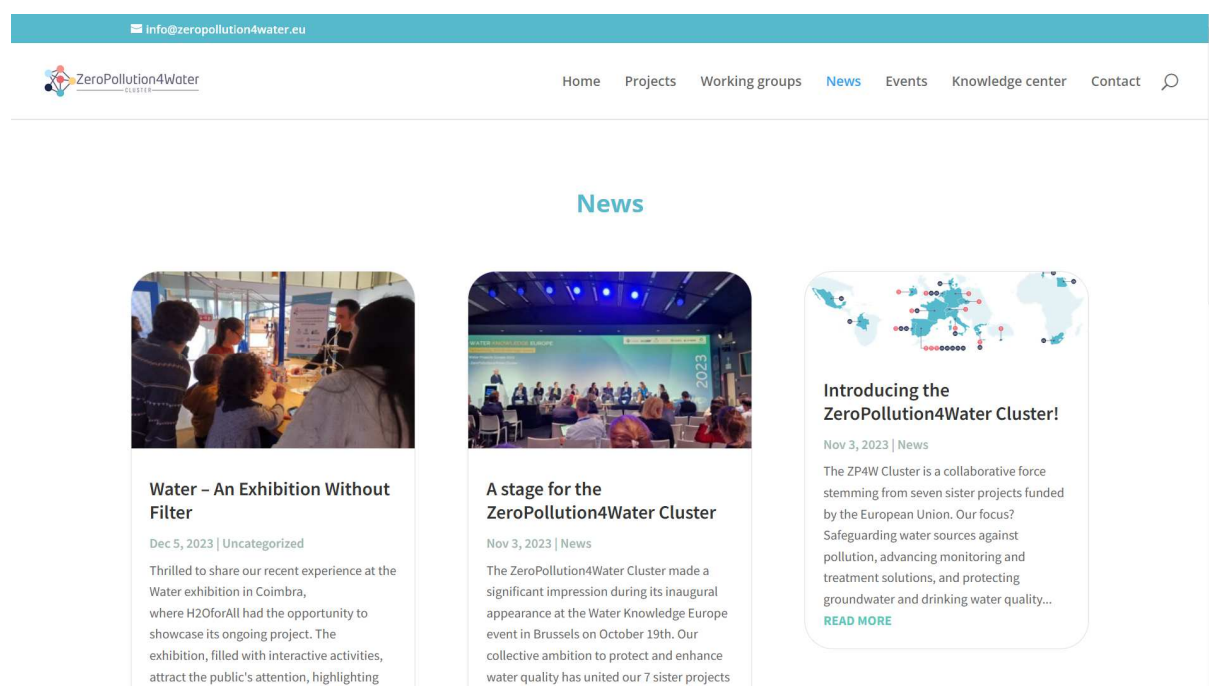 info@zeropollution4water.eu
ZeroPollution4Water
CLUSTER
Home Projects Working groups News Events Knowledge center Contact
News
Water – An Exhibition Without
Filter
Dec 5, 2023 | Uncategorized
Thrilled to share our recent experience at the
Water exhibition in Coimbra,
where H2OforAll had the opportunity to
showcase its ongoing project. The
exhibition, filled with interactive activities,
attract the public's attention, highlighting
WATER KNOWLEDGE EUROPE
2023
A stage for the
ZeroPollution4Water Cluster
Nov 3, 2023 | News
The ZeroPollution4Water Cluster made a
significant impression during its inaugural
appearance at the Water Knowledge Europe
event in Brussels on October 19th. Our
collective ambition to protect and enhance
water quality has united our 7 sister projects
Introducing the
ZeroPollution4Water Cluster!
Nov 3, 2023 | News
The ZP4W Cluster is a collaborative force
stemming from seven sister projects funded
by the European Union. Our focus?
Safeguarding water sources against
pollution, advancing monitoring and
treatment solutions, and protecting
groundwater and drinking water quality...
READ MORE